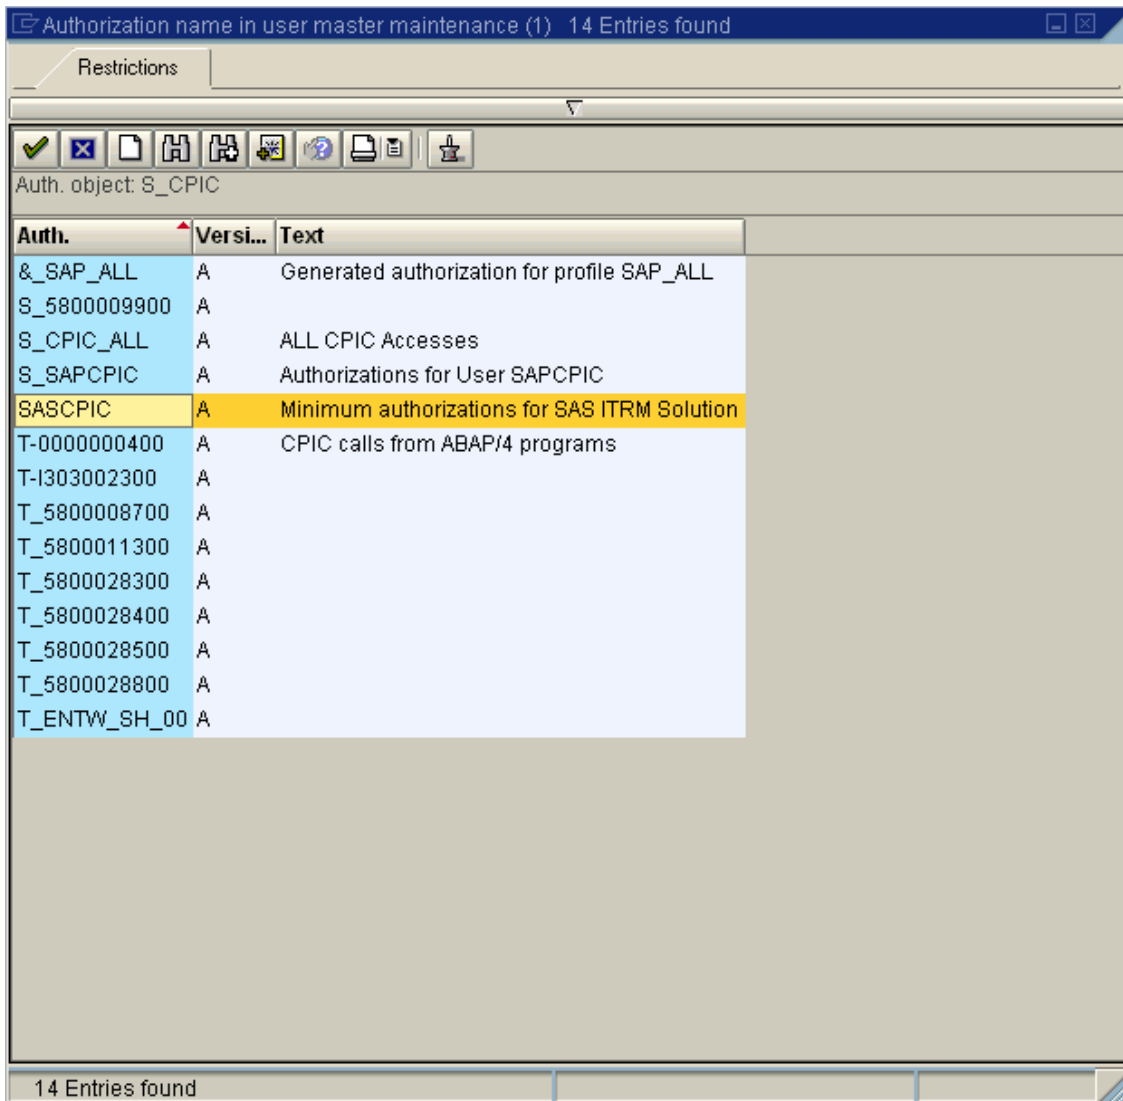 Authorization name in user master maintenance (1) 14 Entries found
Restrictions
Auth. object: S_CPIC
Auth. Versi... Text
&_SAP_ALL A Generated authorization for profile SAP_ALL
S_5800009900 A
S_CPIC_ALL A ALL CPIC Accesses
S_SAPCPIC A Authorizations for User SAPCPIC
SASCPIC A Minimum authorizations for SAS ITRM Solution
T-0000000400 A CPIC calls from ABAP/4 programs
T-I303002300 A
T_5800008700 A
T_5800011300 A
T_5800028300 A
T_5800028400 A
T_5800028500 A
T_5800028800 A
T_ENTW_SH_00 A
14 Entries found